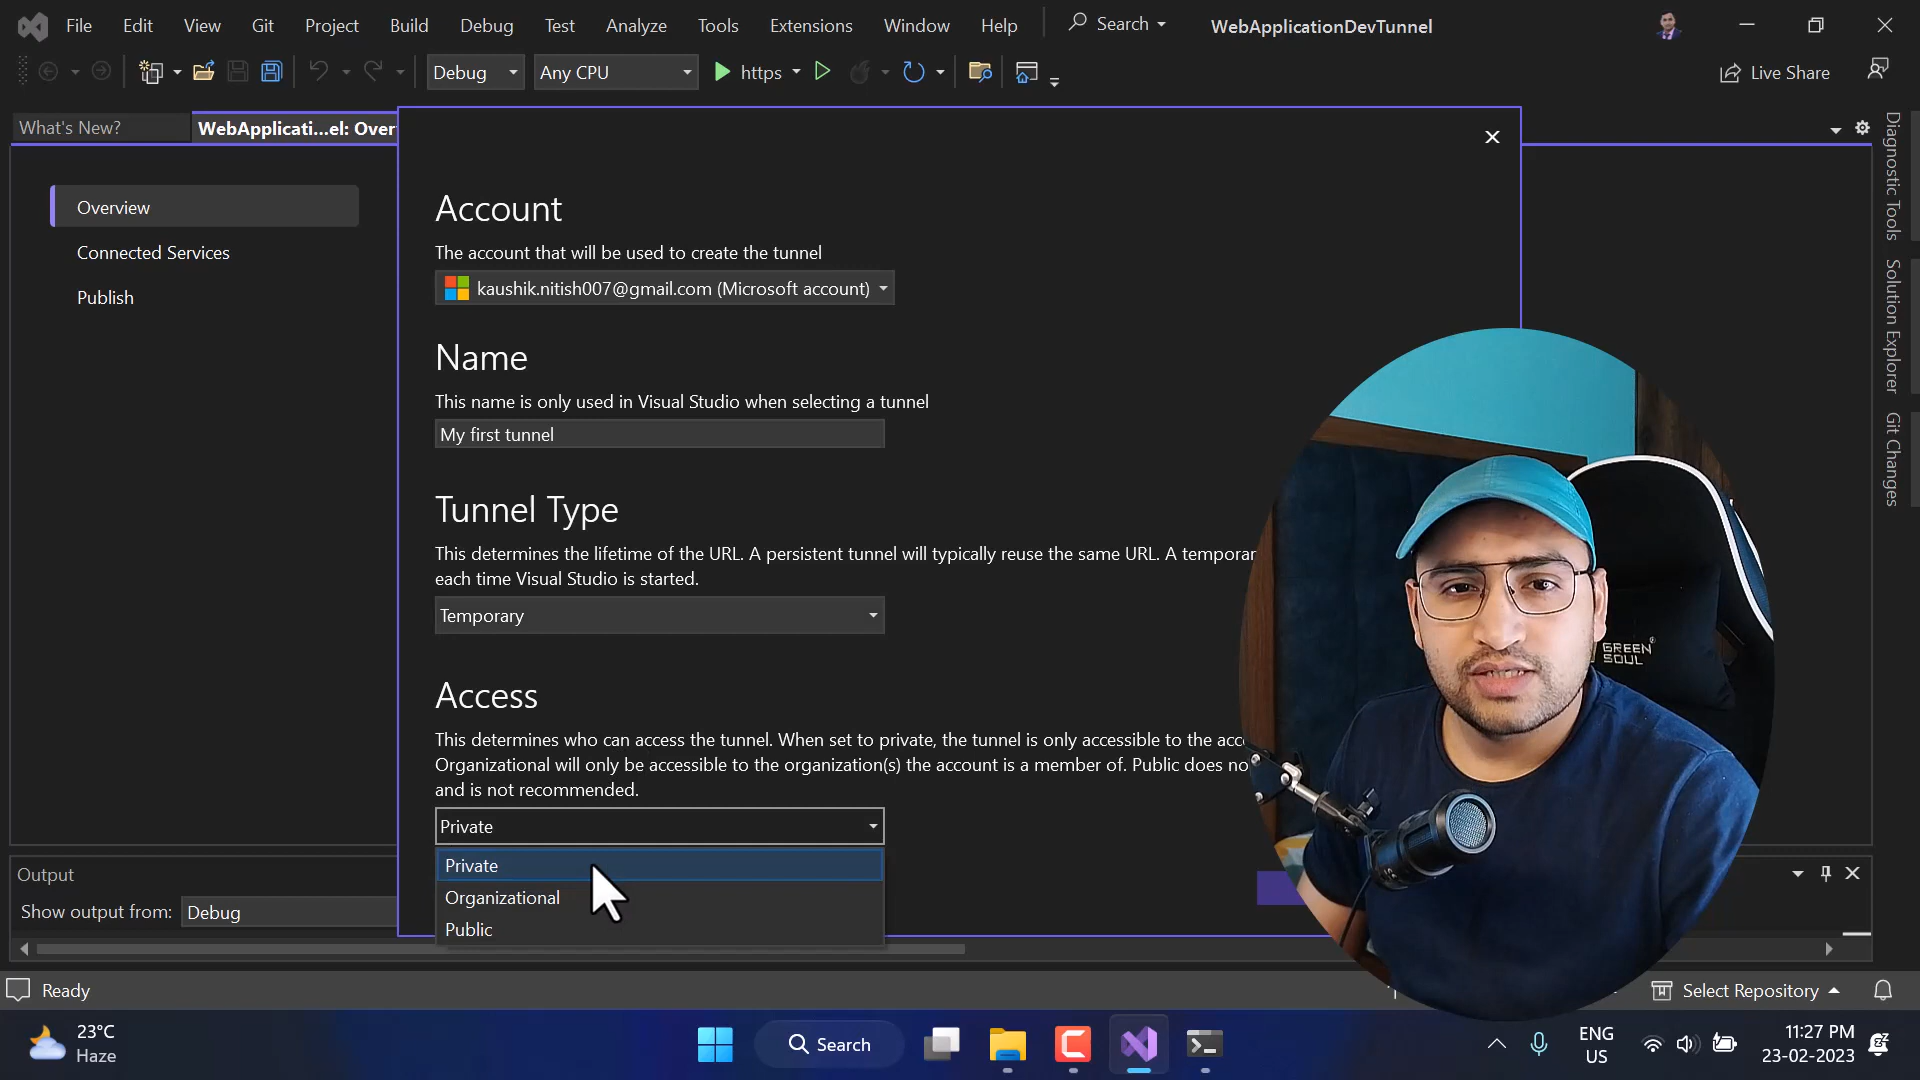 File Edit View Git Project Build Debug Test Analyze Tools Extensions Window Help Search WebApplicationDevTunnel
Debug Any CPU https Live Share
What's New? WebApplicati...el: Over
Overview
Connected Services
Publish
Account
The account that will be used to create the tunnel
kaushik.nitish007@gmail.com (Microsoft account)
Name
This name is only used in Visual Studio when selecting a tunnel
My first tunnel
Tunnel Type
This determines the lifetime of the URL. A persistent tunnel will typically reuse the same URL. A temporar
each time Visual Studio is started.
Temporary
Access
This determines who can access the tunnel. When set to private, the tunnel is only accessible to the acc
Organizational will only be accessible to the organization(s) the account is a member of. Public does no
and is not recommended.
Private
Private
Organizational
Public
Diagnostic Tools
Solution Explorer
Git Changes
GREEN
SOUL
Output
Show output from: Debug
Ready
Select Repository
23°C
Haze
Search
ENG
US
11:27 PM
23-02-2023